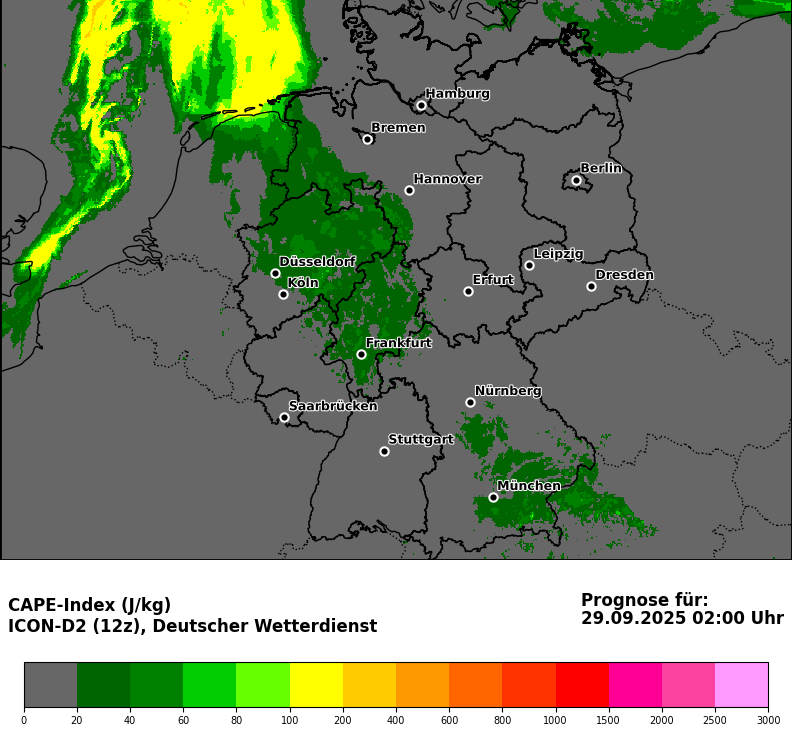 Hamburg
Bremen
Berlin
Hannover
Leipzig
Düsseldorf
Dresden
Erfurt
Köln
Frankfurt
Nürnberg
Saarbrücken
Stuttgart
München
CAPE-Index (J/kg)
ICON-D2 (12z), Deutscher Wetterdienst
Prognose für:
29.09.2025 02:00 Uhr
0 20 40 60 80 100 200 400 600 800 1000 1500 2000 2500 3000